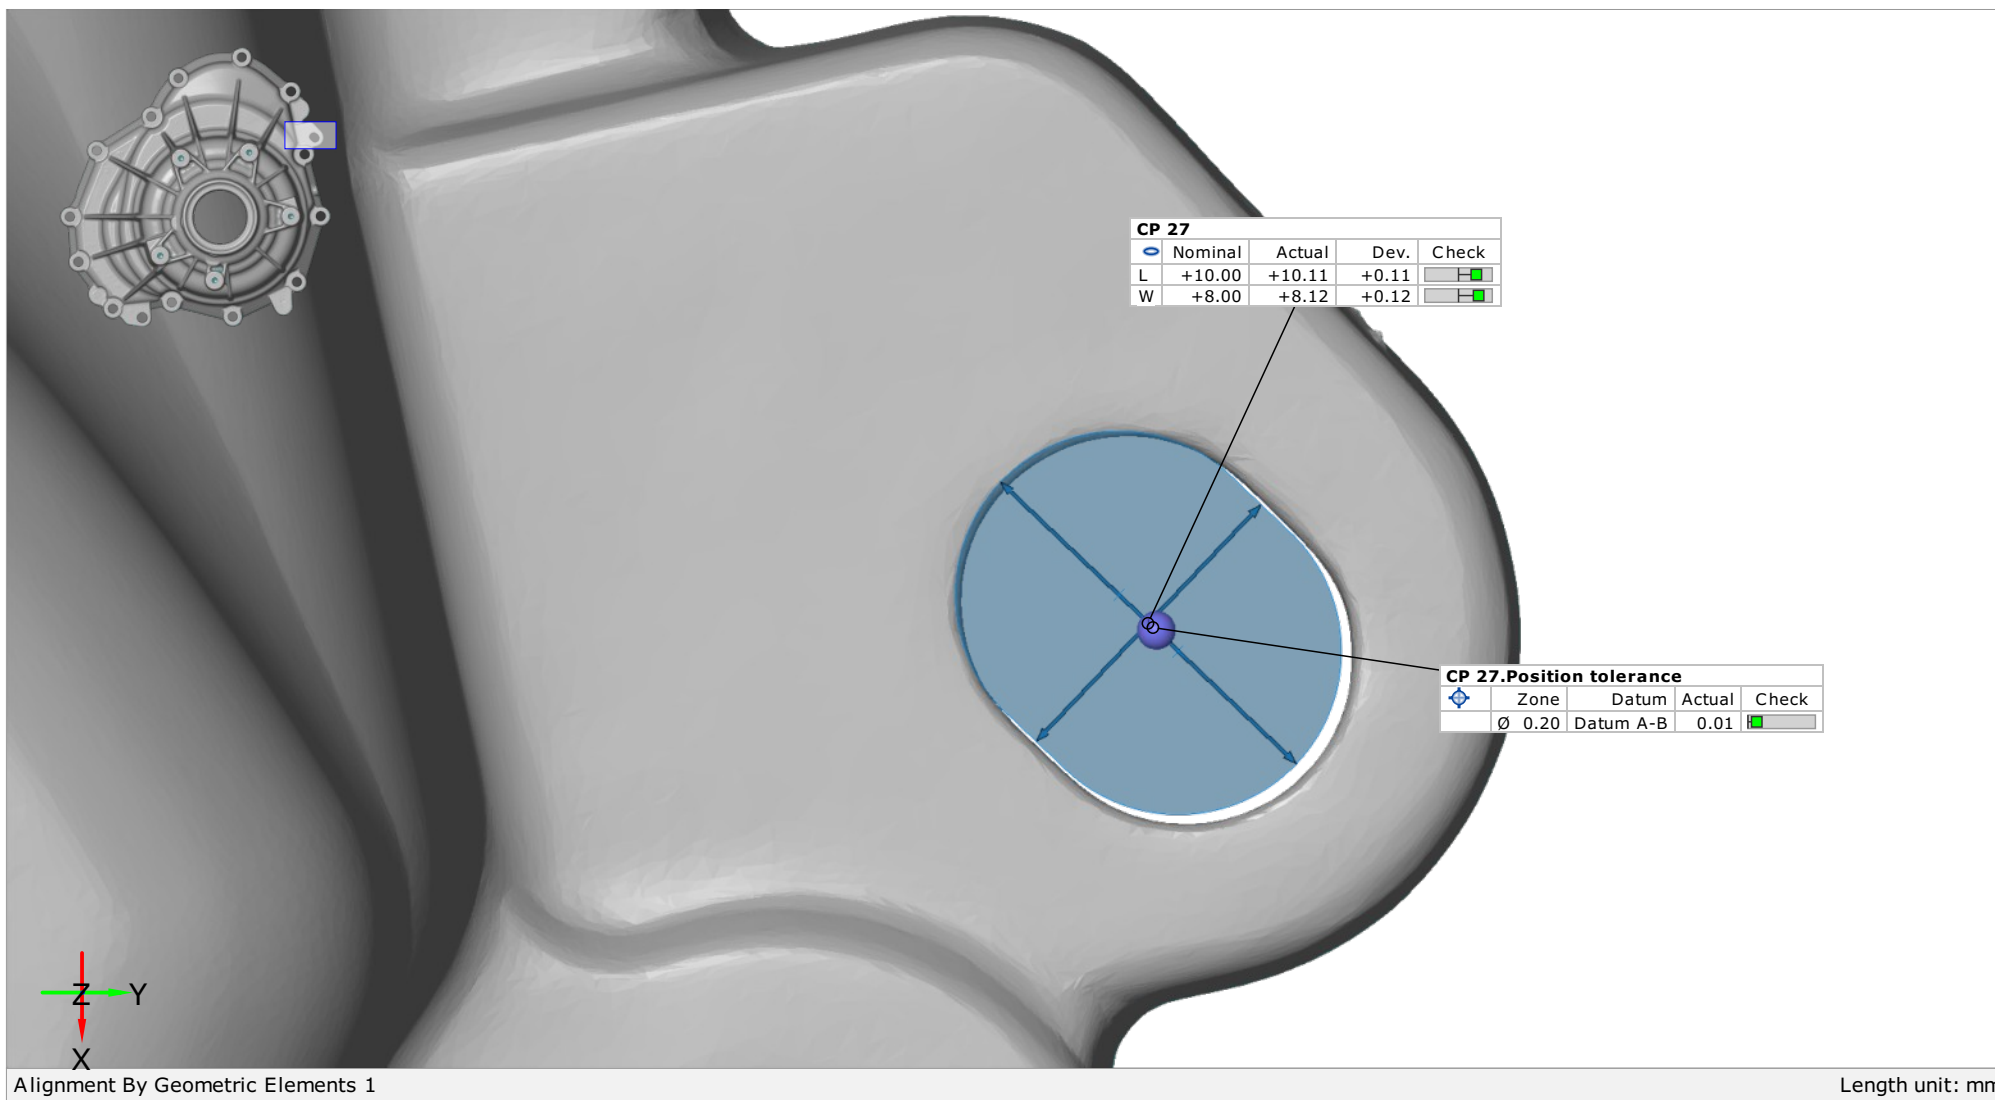 CP 27
Nominal Actual Dev. Check
L +10.00 +10.11 +0.11
W +8.00 +8.12 +0.12
CP 27.Position tolerance
Zone Datum Actual Check
Ø 0.20 Datum A-B 0.01
Z Y
X
Alignment By Geometric Elements 1
Length unit: mm